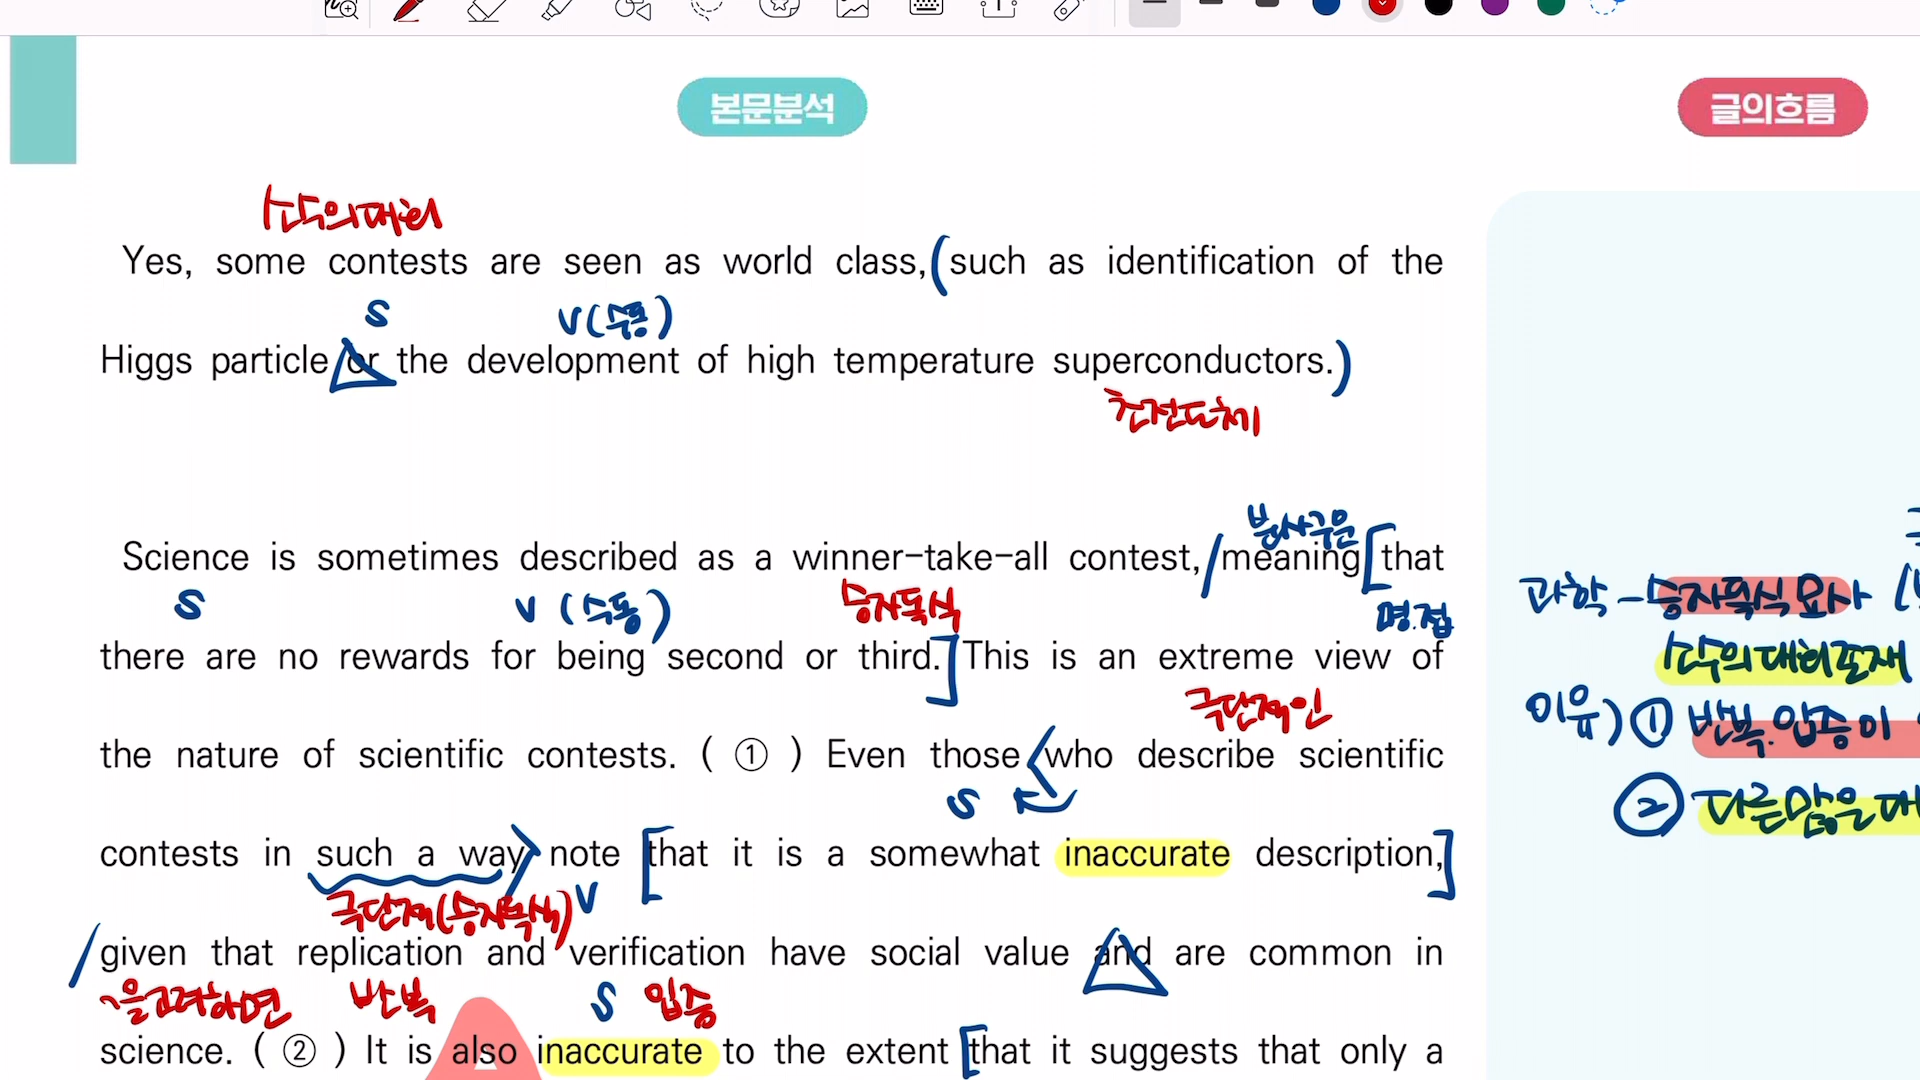 본문분석
글의흐름
소수의대회
Yes, some contests are seen as world class, (such as identification of the
S V(수동)
Higgs particle or the development of high temperature superconductors.)
초전도체
분사구문
Science is sometimes described as a winner-take-all contest, / meaning [that
S V (수동) 승자독식 명.접
there are no rewards for being second or third.] This is an extreme view of
극단적인
the nature of scientific contests. ( ① ) Even those <who describe scientific
S
contests in such a way> note [that it is a somewhat inaccurate description,]
극단적(승자독식) V
/ given that replication and verification have social value and are common in
~을고려하면 반복 S 입증
science. ( ② ) It is also inaccurate to the extent [that it suggests that only a
과학 - 승자독식 묘사
소수의대회존재
이유) ① 반복.입증이
② 다른많은대